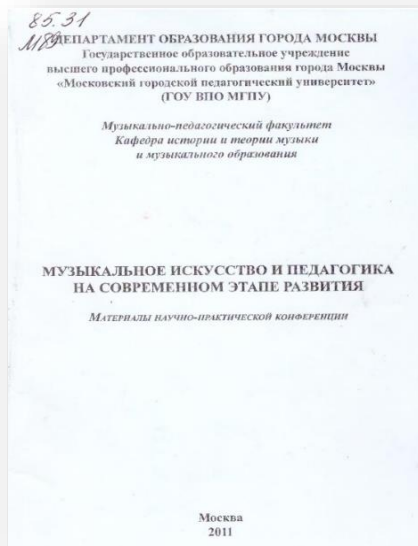 85.31
М89
ДЕПАРТАМЕНТ ОБРАЗОВАНИЯ ГОРОДА МОСКВЫ
Государственное образовательное учреждение
высшего профессионального образования города Москвы
«Московский городской педагогический университет»
(ГОУ ВПО МГПУ)
Музыкально-педагогический факультет
Кафедра истории и теории музыки
и музыкального образования
МУЗЫКАЛЬНОЕ ИСКУССТВО И ПЕДАГОГИКА
НА СОВРЕМЕННОМ ЭТАПЕ РАЗВИТИЯ
Материалы научно-практической конференции
Москва
2011